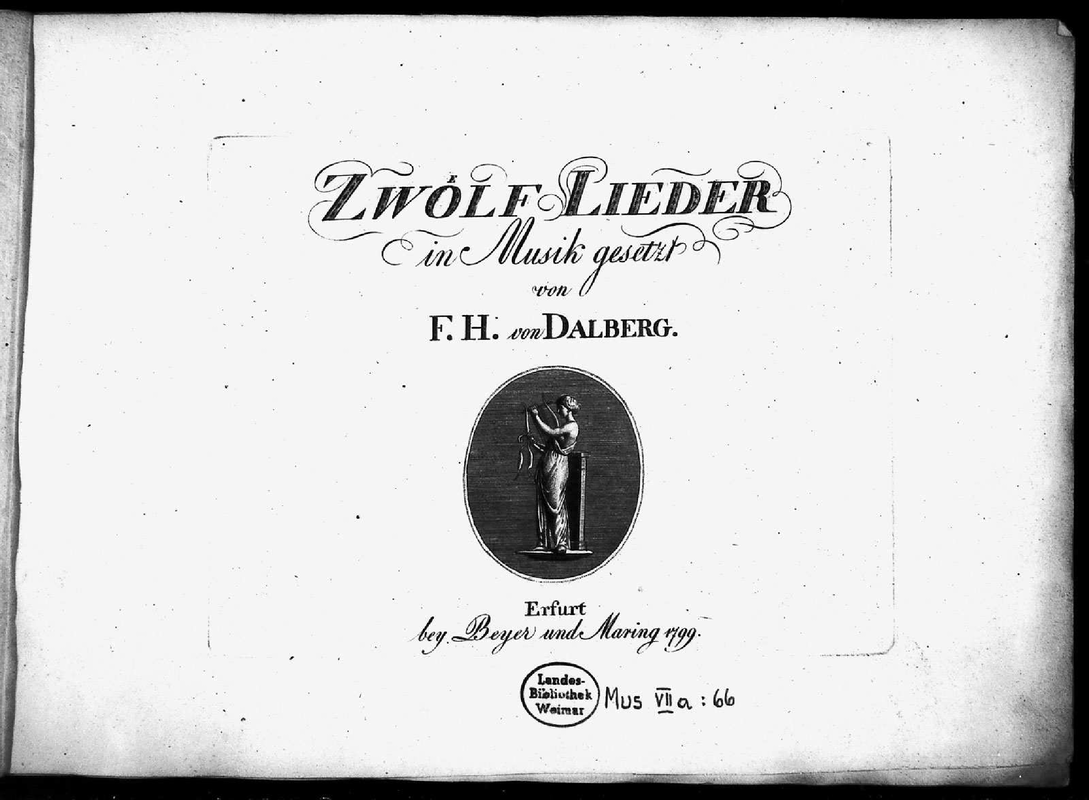 ZWÖLF LIEDER
in Musik gesetzt
von
F. H. von DALBERG.
Erfurt
bey Beyer und Maring 1799.
Landes-
Bibliothek
Weimar
Mus VII a : 66